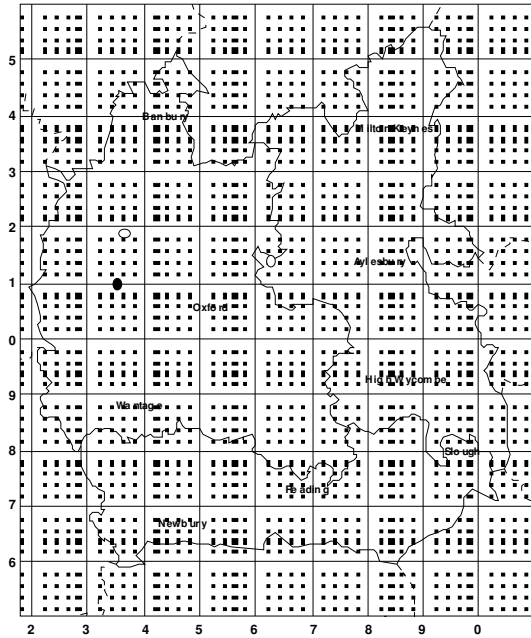 5
Banbury
4
Milton Keynes
3
2
Aylesbury
1
Oxford
0
High Wycombe
9
Wantage
8
Slough
Reading
7
Newbury
6
2 3 4 5 6 7 8 9 0